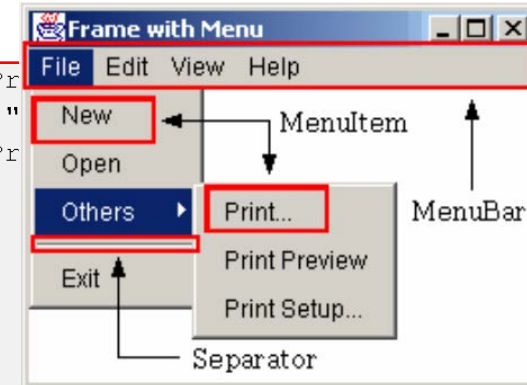 Frame with Menu
File Edit View Help
New
MenuItem
Open
Others
Print...
MenuBar
Print Preview
Exit
Print Setup...
Separator